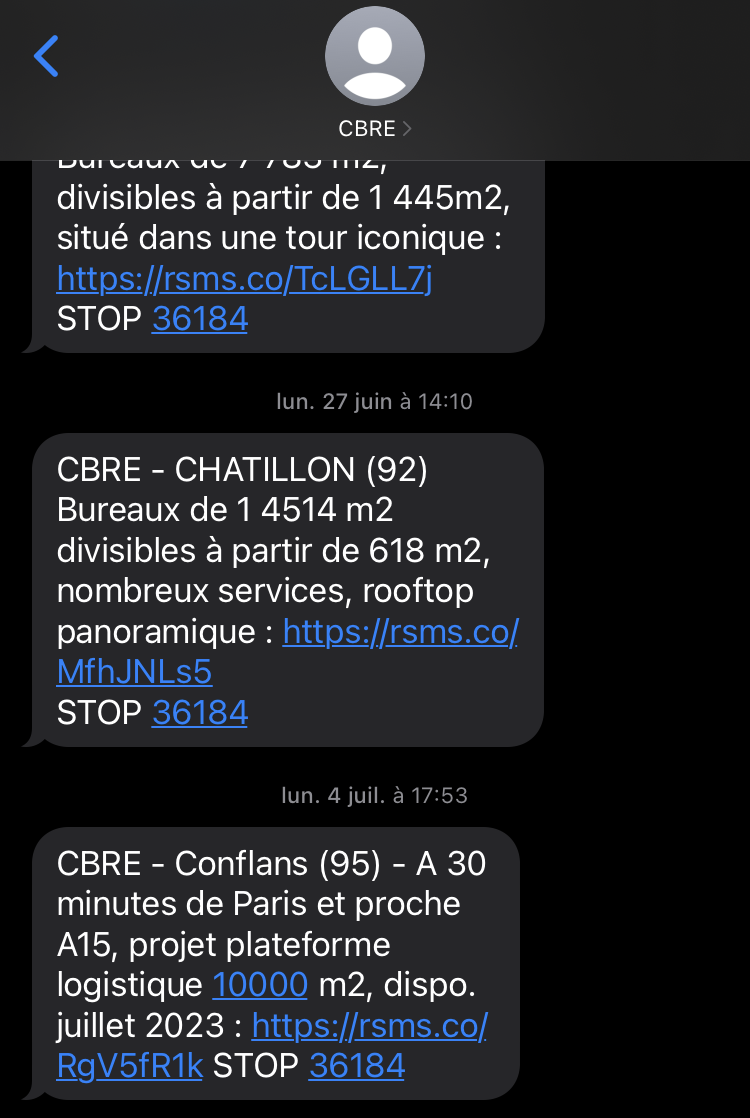 CBRE
divisibles à partir de 1 445m2,
situé dans une tour iconique :
https://rsms.co/TcLGLL7j
STOP 36184
lun. 27 juin à 14:10
CBRE - CHATILLON (92)
Bureaux de 1 4514 m2
divisibles à partir de 618 m2,
nombreux services, rooftop
panoramique : https://rsms.co/
MfhJNLs5
STOP 36184
lun. 4 juil. à 17:53
CBRE - Conflans (95) - A 30
minutes de Paris et proche
A15, projet plateforme
logistique 10000 m2, dispo.
juillet 2023 : https://rsms.co/
RgV5fR1k STOP 36184